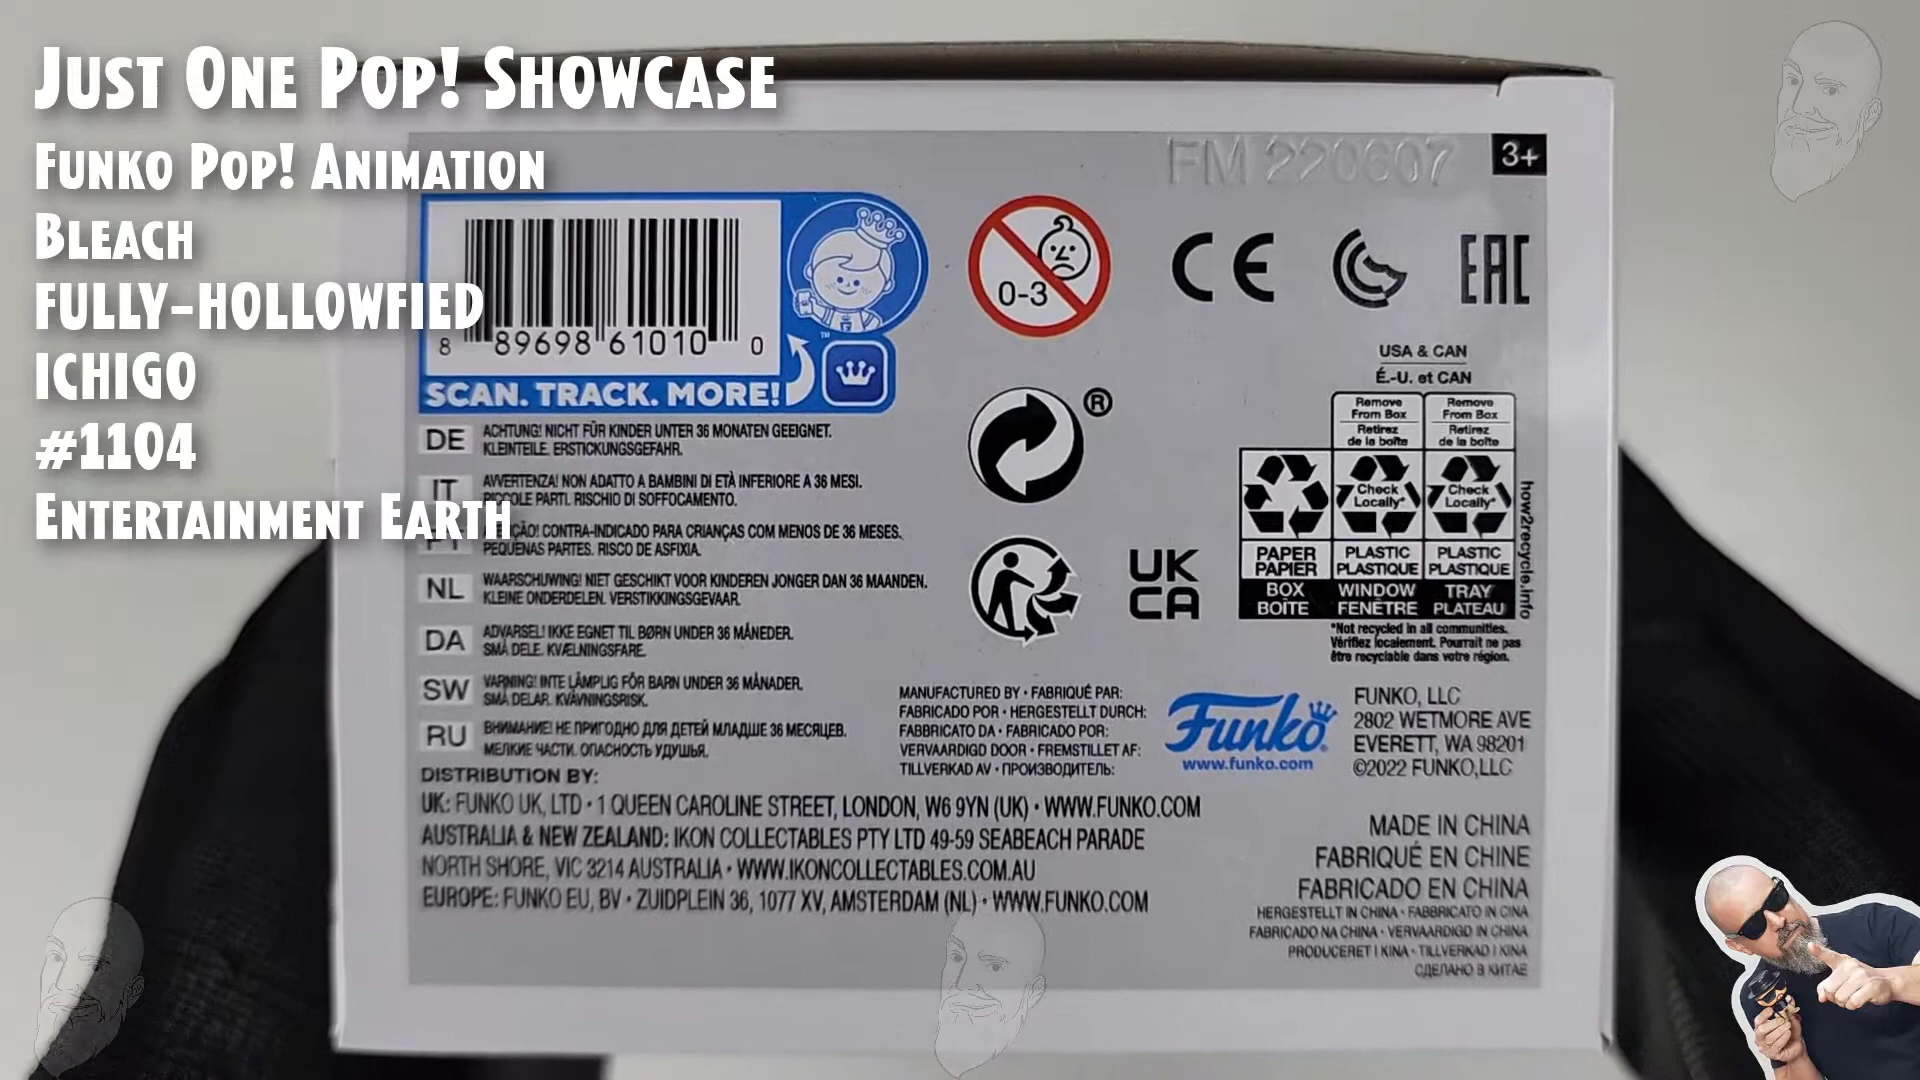 JUST ONE POP! SHOWCASE
FUNKO POP! ANIMATION
BLEACH
FULLY-HOLLOWFIED
ICHIGO
#1104
ENTERTAINMENT EARTH
FM 220607
3+
8 89698 61010 0
™
SCAN. TRACK. MORE!
0-3
CE
EAC
®
USA & CAN
É.-U. et CAN
Remove
From Box
Retirez
de la boîte
Remove
From Box
Retirez
de la boîte
Check
Locally*
Check
Locally*
PAPER
PAPIER
BOX
BOÎTE
PLASTIC
PLASTIQUE
WINDOW
FENÊTRE
PLASTIC
PLASTIQUE
TRAY
PLATEAU
how2recycle.info
*Not recycled in all communities.
Vérifiez localement. Pourrait ne pas
être recyclable dans votre région.
UK
CA
DE ACHTUNG! NICHT FÜR KINDER UNTER 36 MONATEN GEEIGNET.
KLEINTEILE. ERSTICKUNGSGEFAHR.
IT AVVERTENZA! NON ADATTO A BAMBINI DI ETÀ INFERIORE A 36 MESI.
PICCOLE PARTI. RISCHIO DI SOFFOCAMENTO.
CONTRA-INDICADO PARA CRIANÇAS COM MENOS DE 36 MESES.
PEQUENAS PARTES. RISCO DE ASFIXIA.
NL WAARSCHUWING! NIET GESCHIKT VOOR KINDEREN JONGER DAN 36 MAANDEN.
KLEINE ONDERDELEN. VERSTIKKINGSGEVAAR.
DA ADVARSEL! IKKE EGNET TIL BØRN UNDER 36 MÅNEDER.
SMÅ DELE. KVÆLNINGSFARE.
SW VARNING! INTE LÄMPLIG FÖR BARN UNDER 36 MÅNADER.
SMÅ DELAR. KVÄVNINGSRISK.
RU ВНИМАНИЕ! НЕ ПРИГОДНО ДЛЯ ДЕТЕЙ МЛАДШЕ 36 МЕСЯЦЕВ.
МЕЛКИЕ ЧАСТИ. ОПАСНОСТЬ УДУШЬЯ.
MANUFACTURED BY • FABRIQUÉ PAR:
FABRICADO POR • HERGESTELLT DURCH:
FABBRICATO DA • FABRICADO POR:
VERVAARDIGD DOOR • FREMSTILLET AF:
TILLVERKAD AV • ПРОИЗВОДИТЕЛЬ:
Funko®
www.funko.com
FUNKO, LLC
2802 WETMORE AVE
EVERETT, WA 98201
©2022 FUNKO,LLC
DISTRIBUTION BY:
UK: FUNKO UK, LTD • 1 QUEEN CAROLINE STREET, LONDON, W6 9YN (UK) • WWW.FUNKO.COM
AUSTRALIA & NEW ZEALAND: IKON COLLECTABLES PTY LTD 49-59 SEABEACH PARADE
NORTH SHORE, VIC 3214 AUSTRALIA • WWW.IKONCOLLECTABLES.COM.AU
EUROPE: FUNKO EU, BV • ZUIDPLEIN 36, 1077 XV, AMSTERDAM (NL) • WWW.FUNKO.COM
MADE IN CHINA
FABRIQUÉ EN CHINE
FABRICADO EN CHINA
HERGESTELLT IN CHINA • FABBRICATO IN CINA
FABRICADO NA CHINA • VERVAARDIGD IN CHINA
PRODUCERET I KINA • TILLVERKAD I KINA
СДЕЛАНО В КИТАЕ